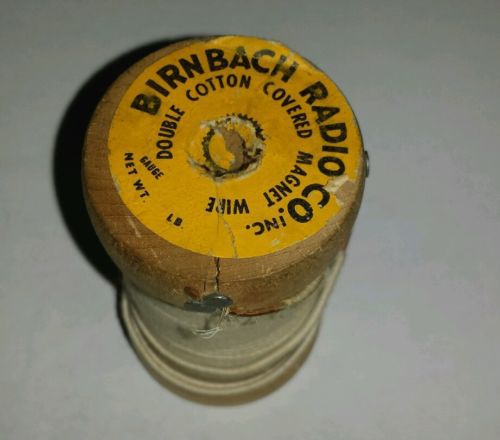 BIRNBACH RADIO CO. INC.
DOUBLE COTTON COVERED MAGNET WIRE
GAUGE
NET WT. LB.